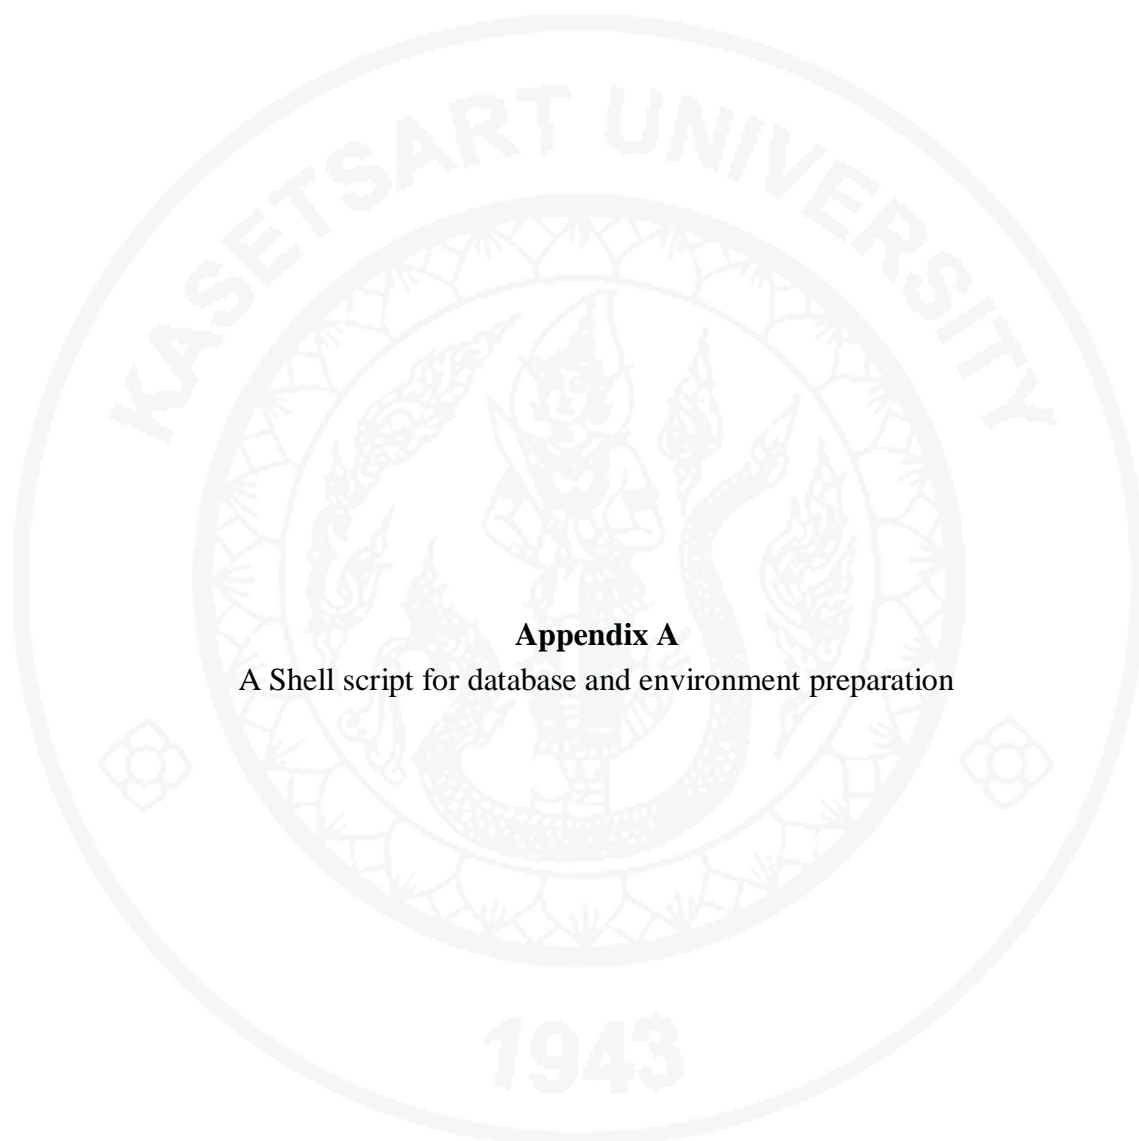 KASETSART UNIVERSITY
Appendix A
A Shell script for database and environment preparation
1943